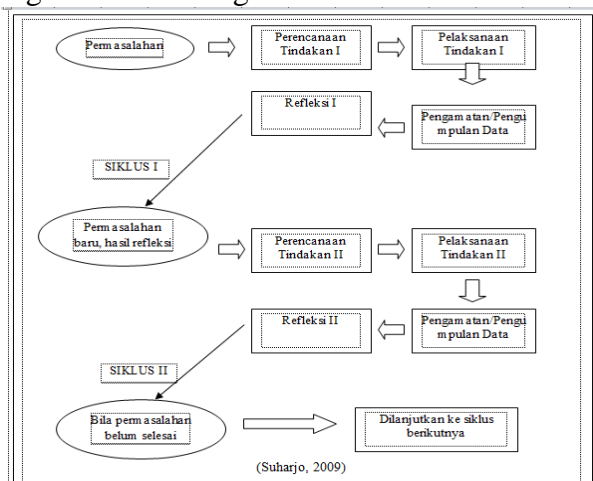 Permasalahan
Perencanaan
Tindakan I
Pelaksanaan
Tindakan I
Refleksi I
Pengamatan/Pengu
mpulan Data
SIKLUS I
Permasalahan
baru, hasil refleksi
Perencanaan
Tindakan II
Pelaksanaan
Tindakan II
Refleksi II
Pengamatan/Pengu
mpulan Data
SIKLUS II
Bila permasalahan
belum selesai
Dilanjutkan ke siklus
berikutnya
(Suharjo, 2009)